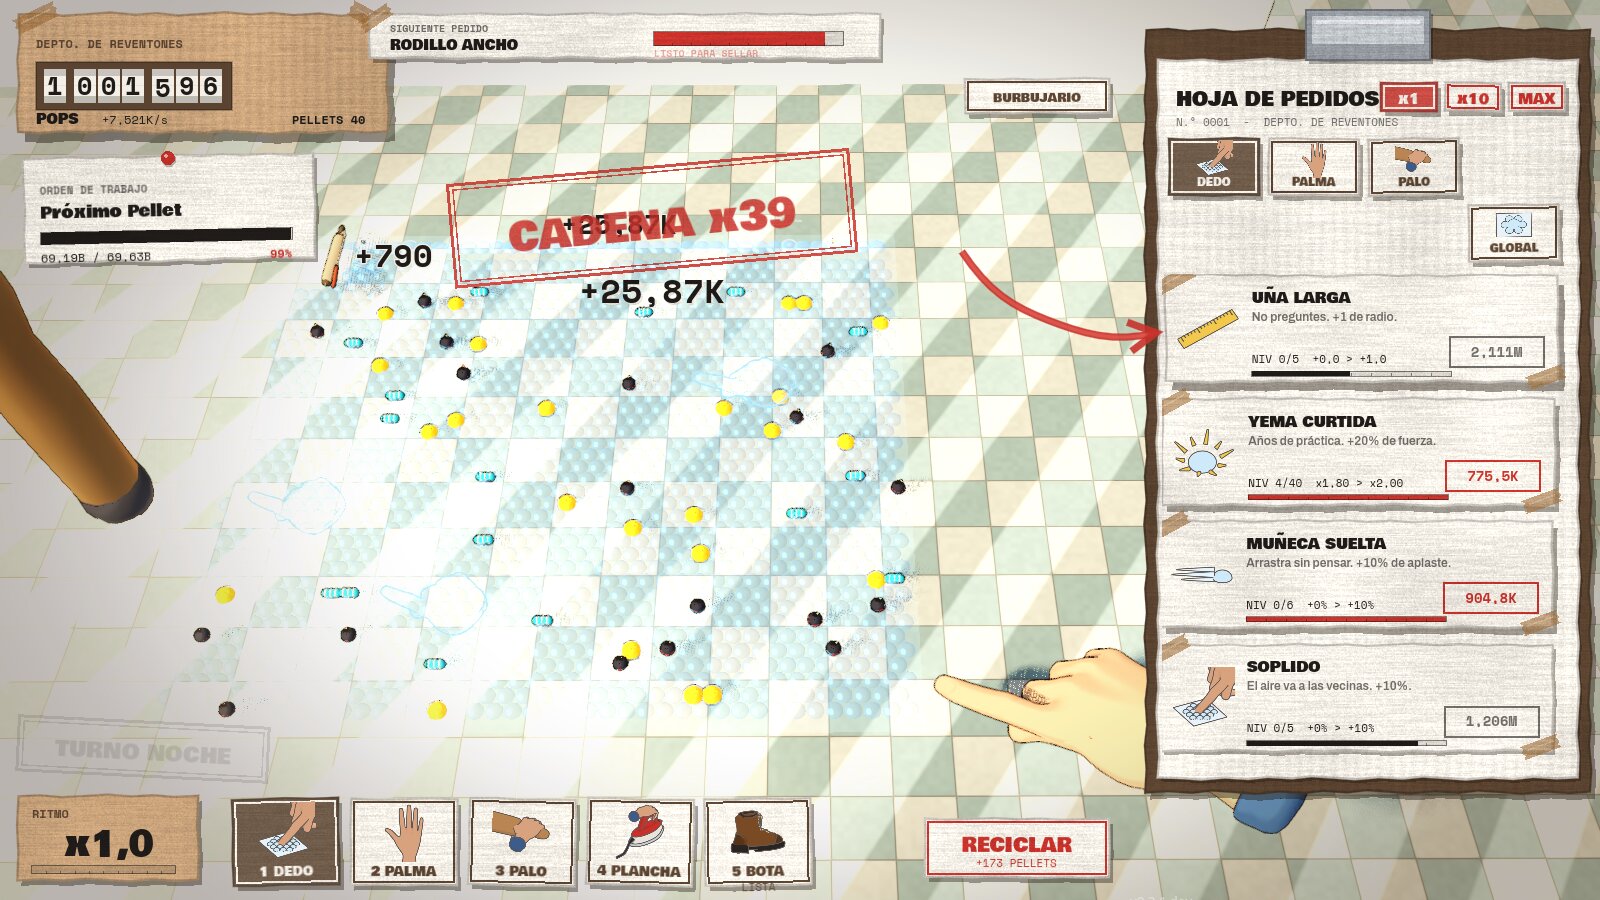 DEPTO. DE REVENTONES
1 001 596
POPS +7,521K/s PELLETS 40
SIGUIENTE PEDIDO
RODILLO ANCHO
LISTO PARA SELLAR
ORDEN DE TRABAJO
Próximo Pellet
69,19B / 69,63B 99%
+790
CADENA x39
+25,87K
+25,87K
BURBUJARIO
HOJA DE PEDIDOS x1 x10 MAX
N.° 0001 - DEPTO. DE REVENTONES
DEDO PALMA PALO
GLOBAL
UÑA LARGA
No preguntes. +1 de radio.
NIV 0/5 +0,0 > +1,0 2,111M
YEMA CURTIDA
Años de práctica. +20% de fuerza.
NIV 4/40 x1,80 > x2,00 775,5K
MUÑECA SUELTA
Arrastra sin pensar. +10% de aplaste.
NIV 0/6 +0% > +10% 904,8K
SOPLIDO
El aire va a las vecinas. +10%.
NIV 0/5 +0% > +10% 1,206M
TURNO NOCHE
RITMO
x1,0
1 DEDO 2 PALMA 3 PALO 4 PLANCHA 5 BOTA
LISTA
RECICLAR
+173 PELLETS